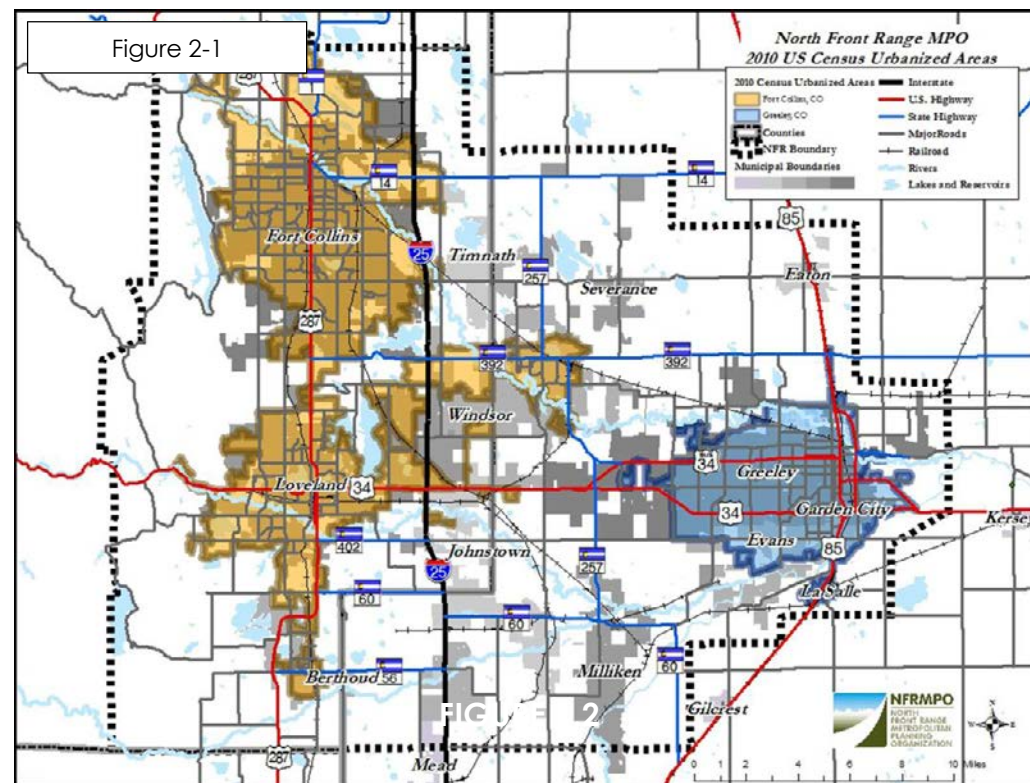 Figure 2-1
North Front Range MPO
2010 US Census Urbanized Areas
2010 Census Urbanized Areas
Fort Collins, CO
Greeley, CO
Counties
NFR Boundary
Municipal Boundaries
Interstate
U.S. Highway
State Highway
Major Roads
Railroad
Rivers
Lakes and Reservoirs
287
1
14
14
85
Fort Collins
25
Timnath
257
Severance
Eaton
287
392
392
Windsor
Loveland
34
34
Greeley
34
Garden City
Kersey
Evans
402
Johnstown
257
85
25
60
60
La Salle
Berthoud
56
Milliken
60
Gilcrest
FIGURE 2
Mead
287
NFRMPO
NORTH
FRONT RANGE
METROPOLITAN
PLANNING
ORGANIZATION
N
W
E
S
0 1 2 4 6 8 10 Miles